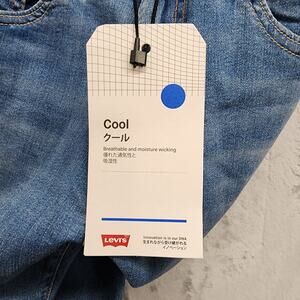 Cool
クール
Breathable and moisture wicking
優れた通気性と
吸湿性
Levi's
Innovation is in our DNA
生まれながら受け継がれる
イノベーション